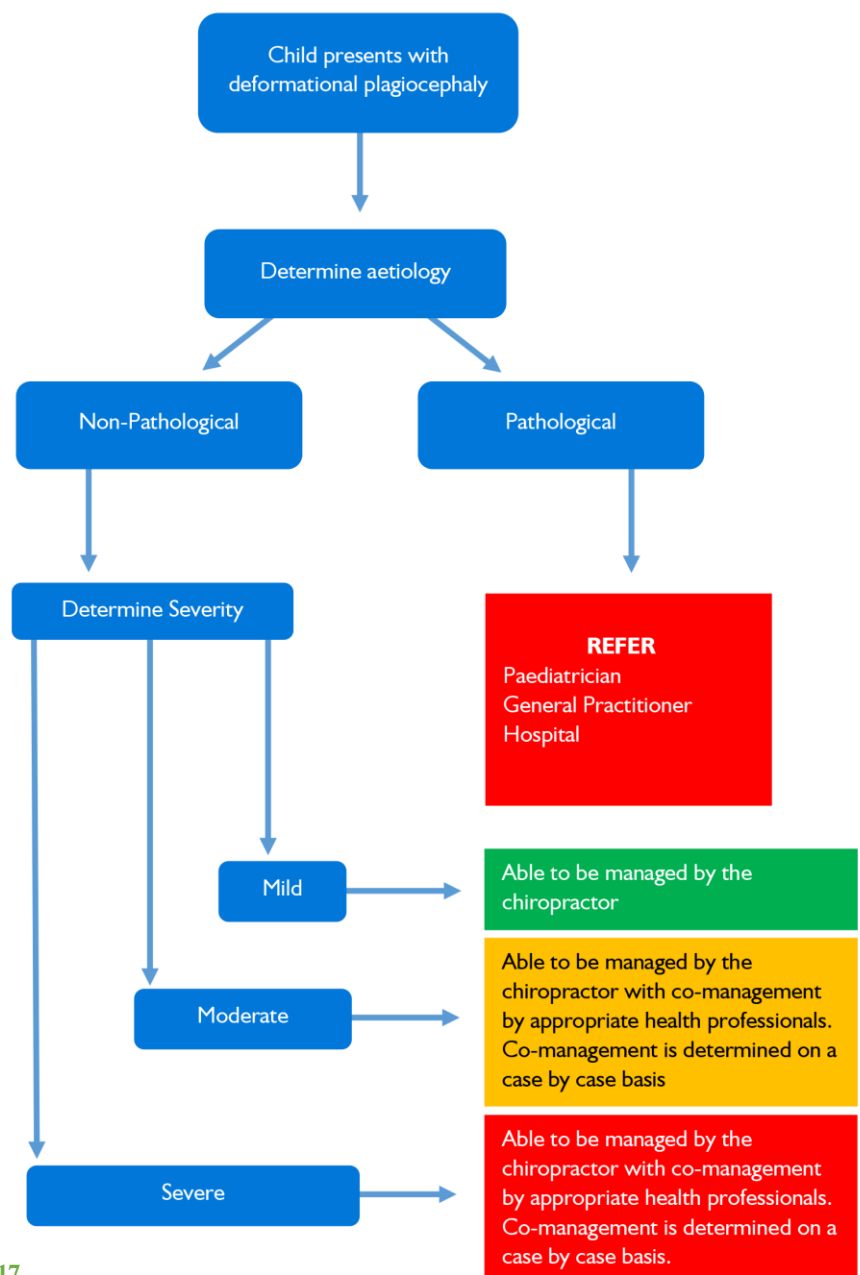 Child presents with
deformational plagiocephaly
Determine aetiology
Non-Pathological
Pathological
Determine Severity
REFER
Paediatrician
General Practitioner
Hospital
Mild
Able to be managed by the
chiropractor
Moderate
Able to be managed by the
chiropractor with co-management
by appropriate health professionals.
Co-management is determined on a
case by case basis
Severe
Able to be managed by the
chiropractor with co-management
by appropriate health professionals.
Co-management is determined on a
case by case basis.
17